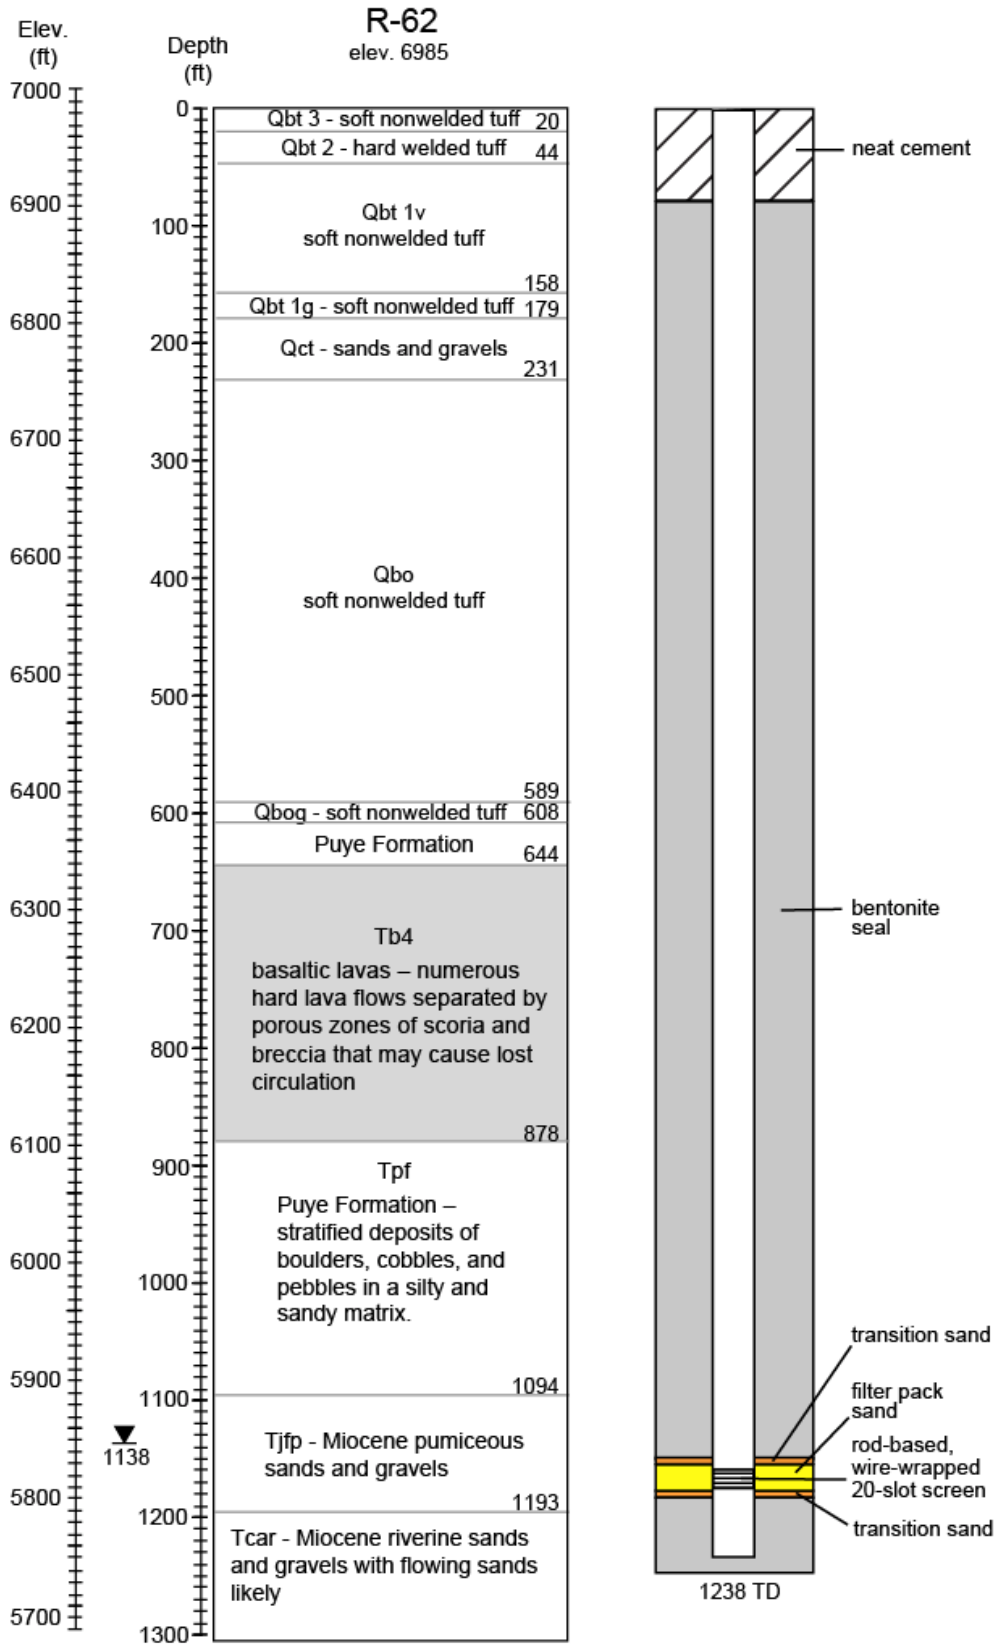 R-62
elev. 6985
Elev.
(ft)
7000
6900
6800
6700
6600
6500
6400
6300
6200
6100
6000
5900
5800
5700
Depth
(ft)
0
100
200
300
400
500
600
700
800
900
1000
1100
1200
1300
1138
Qbt 3 - soft nonwelded tuff 20
Qbt 2 - hard welded tuff 44
Qbt 1v
soft nonwelded tuff
158
Qbt 1g - soft nonwelded tuff 179
Qct - sands and gravels
231
Qbo
soft nonwelded tuff
589
Qbog - soft nonwelded tuff 608
Puye Formation 644
Tb4
basaltic lavas – numerous
hard lava flows separated by
porous zones of scoria and
breccia that may cause lost
circulation
878
Tpf
Puye Formation –
stratified deposits of
boulders, cobbles, and
pebbles in a silty and
sandy matrix.
1094
Tjfp - Miocene pumiceous
sands and gravels
1193
Tcar - Miocene riverine sands
and gravels with flowing sands
likely
neat cement
bentonite
seal
transition sand
filter pack
sand
rod-based,
wire-wrapped
20-slot screen
transition sand
1238 TD